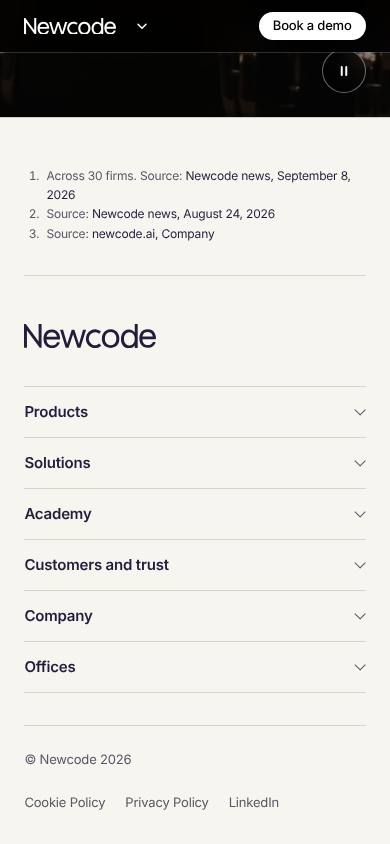 Newcode
Book a demo
1. Across 30 firms. Source: Newcode news, September 8,
2026
2. Source: Newcode news, August 24, 2026
3. Source: newcode.ai, Company
Newcode
Products
Solutions
Academy
Customers and trust
Company
Offices
© Newcode 2026
Cookie Policy Privacy Policy LinkedIn